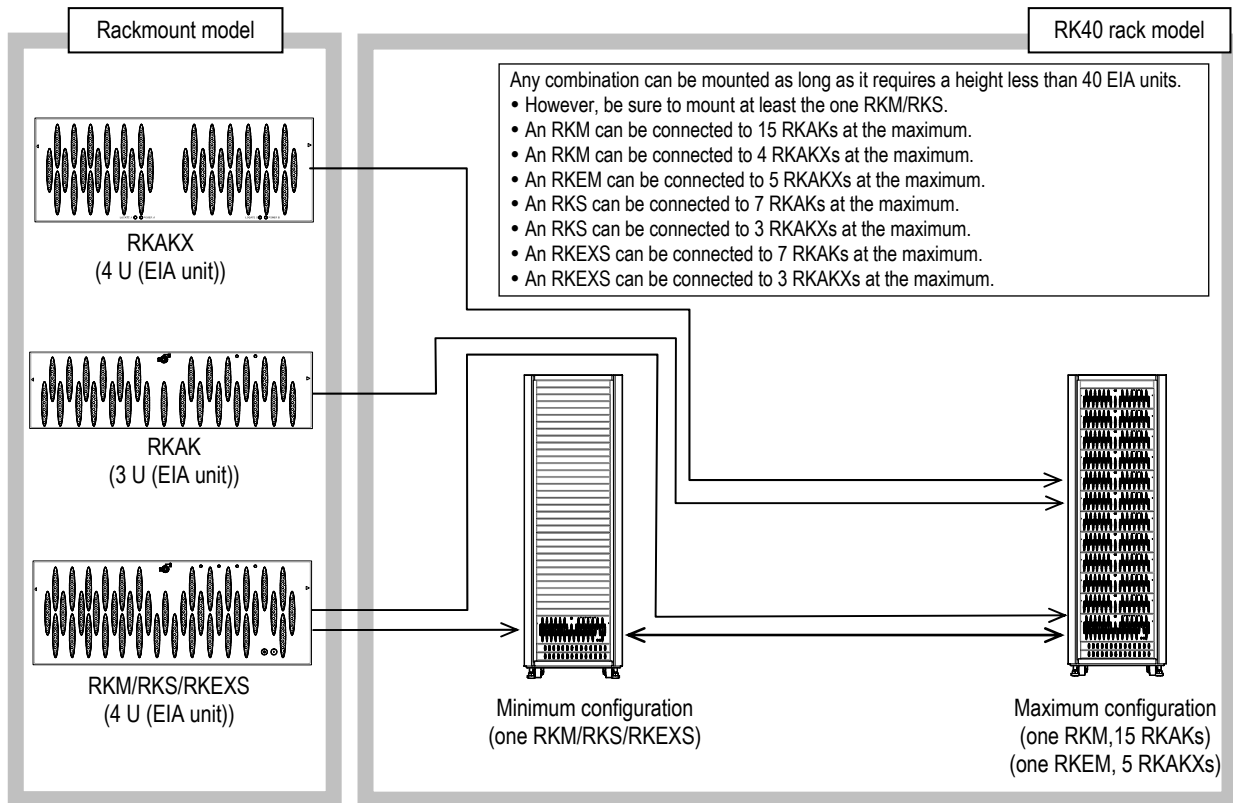 Rackmount model
RK40 rack model
Any combination can be mounted as long as it requires a height less than 40 EIA units.
• However, be sure to mount at least the one RKM/RKS.
• An RKM can be connected to 15 RKAKs at the maximum.
• An RKM can be connected to 4 RKAKXs at the maximum.
• An RKEM can be connected to 5 RKAKXs at the maximum.
• An RKS can be connected to 7 RKAKs at the maximum.
• An RKS can be connected to 3 RKAKXs at the maximum.
• An RKEXS can be connected to 7 RKAKs at the maximum.
• An RKEXS can be connected to 3 RKAKXs at the maximum.
RKAKX
(4 U (EIA unit))
RKAK
(3 U (EIA unit))
RKM/RKS/RKEXS
(4 U (EIA unit))
Minimum configuration
(one RKM/RKS/RKEXS)
Maximum configuration
(one RKM,15 RKAKs)
(one RKEM, 5 RKAKXs)